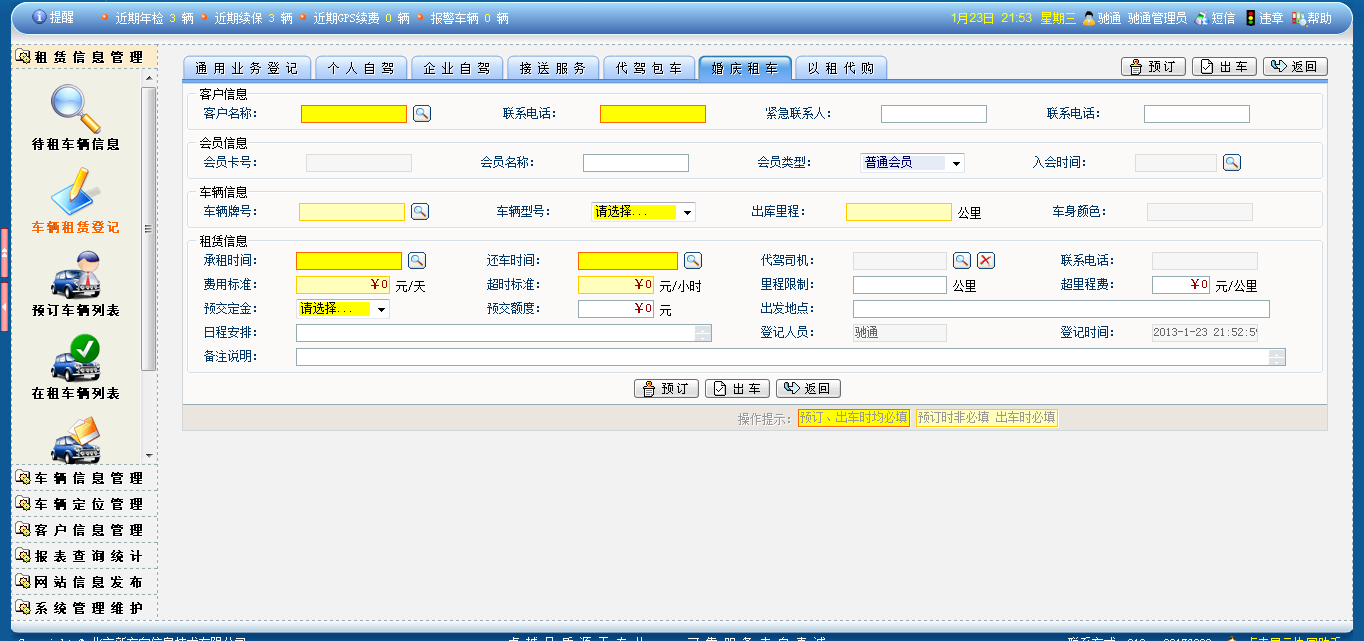 提醒 近期年检 3 辆 近期续保 3 辆 近期GPS续费 0 辆 报警车辆 0 辆 1月23日 21:53 星期三 驰通 驰通管理员 短信 违章 帮助
租赁信息管理
待租车辆信息
车辆租赁登记
预订车辆列表
在租车辆列表
车辆信息管理
车辆定位管理
客户信息管理
报表查询统计
网站信息发布
系统管理维护
通用业务登记 个人自驾 企业自驾 接送服务 代驾包车 婚庆租车 以租代购 预订 出车 返回
客户信息
客户名称: 联系电话: 紧急联系人: 联系电话:
会员信息
会员卡号: 会员名称: 会员类型: 普通会员 入会时间:
车辆信息
车辆牌号: 车辆型号: 请选择... 出库里程: 公里 车身颜色:
租赁信息
承租时间: 还车时间: 代驾司机: 联系电话:
费用标准: ¥0 元/天 超时标准: ¥0 元/小时 里程限制: 公里 超里程费: ¥0 元/公里
预交定金: 请选择... 预交额度: ¥0 元 出发地点:
日程安排: 登记人员: 驰通 登记时间: 2013-1-23 21:52:5
备注说明:
预订 出车 返回
操作提示: 预订、出车时均必填 预订时非必填 出车时必填